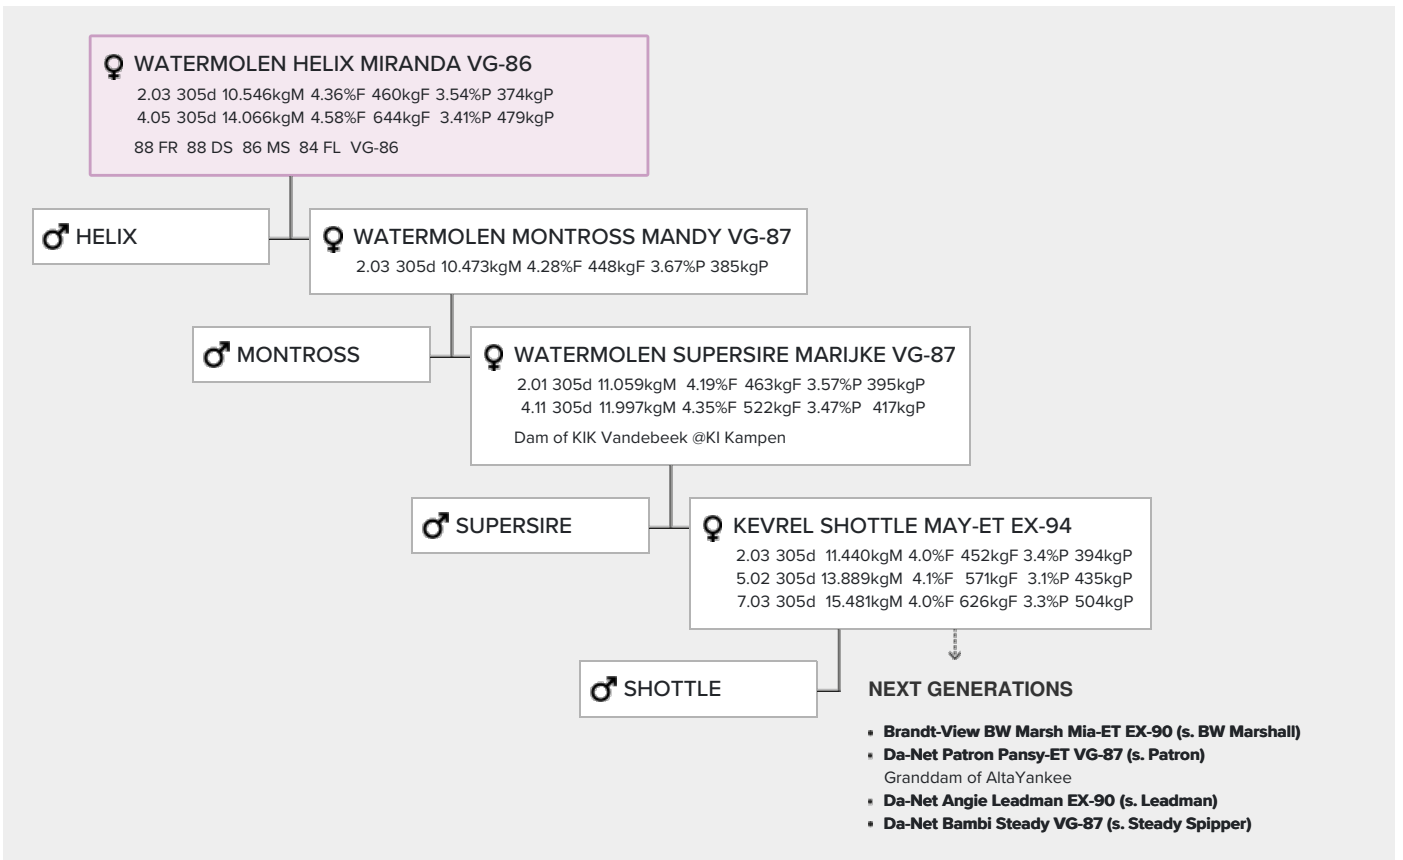 WATERMOLEN HELIX MIRANDA VG-86
2.03 305d 10.546kgM 4.36%F 460kgF 3.54%P 374kgP
4.05 305d 14.066kgM 4.58%F 644kgF 3.41%P 479kgP
88 FR 88 DS 86 MS 84 FL VG-86
HELIX
WATERMOLEN MONTROSS MANDY VG-87
2.03 305d 10.473kgM 4.28%F 448kgF 3.67%P 385kgP
MONTROSS
WATERMOLEN SUPERSIRE MARIJKE VG-87
2.01 305d 11.059kgM 4.19%F 463kgF 3.57%P 395kgP
4.11 305d 11.997kgM 4.35%F 522kgF 3.47%P 417kgP
Dam of KIK Vandebeek @KI Kampen
SUPERSIRE
KEVREL SHOTTLE MAY-ET EX-94
2.03 305d 11.440kgM 4.0%F 452kgF 3.4%P 394kgP
5.02 305d 13.889kgM 4.1%F 571kgF 3.1%P 435kgP
7.03 305d 15.481kgM 4.0%F 626kgF 3.3%P 504kgP
SHOTTLE
NEXT GENERATIONS
• Brandt-View BW Marsh Mia-ET EX-90 (s. BW Marshall)
• Da-Net Patron Pansy-ET VG-87 (s. Patron)
Granddam of AltaYankee
• Da-Net Angie Leadman EX-90 (s. Leadman)
• Da-Net Bambi Steady VG-87 (s. Steady Spipper)